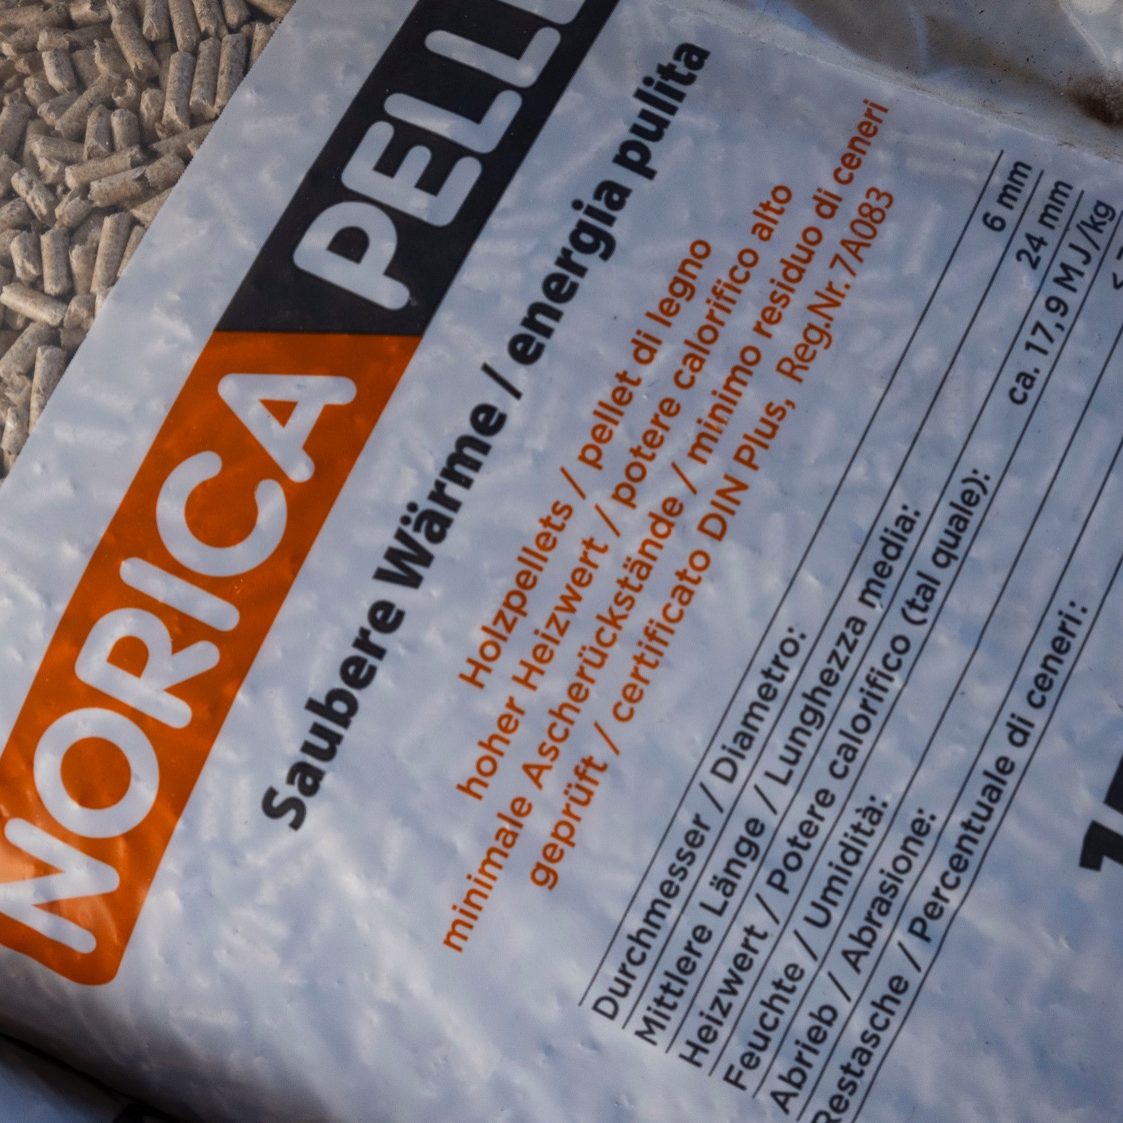 NORICA PELL
Saubere Wärme / energia pulita
Holzpellets / pellet di legno
hoher Heizwert / potere calorifico alto
minimale Ascherückstände / minimo residuo di ceneri
geprüft / certificato DIN Plus, Reg.Nr.7A083
Durchmesser / Diametro: 6 mm
Mittlere Länge / Lunghezza media: 24 mm
Heizwert / Potere calorifico (tal quale): ca. 17,9 MJ/kg
Feuchte / Umidità:
Abrieb / Abrasione:
Restasche / Percentuale di ceneri: